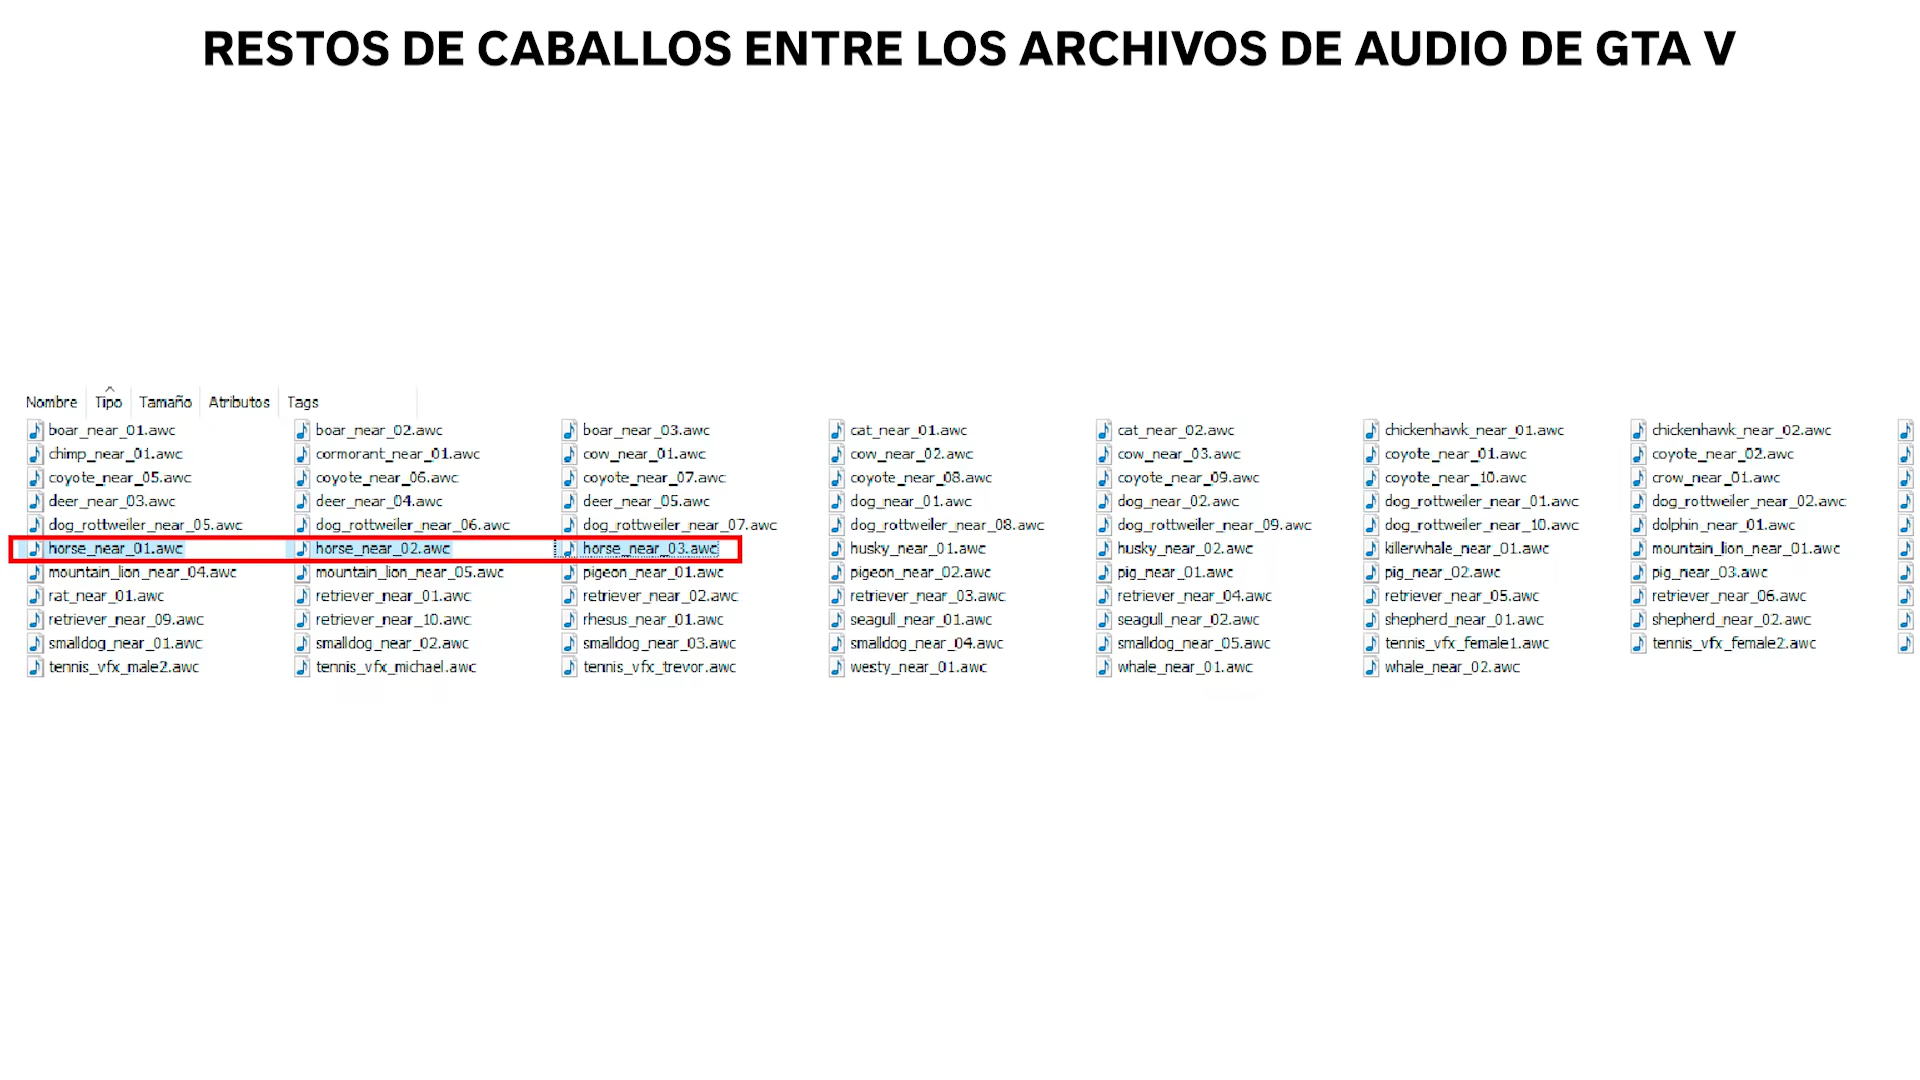 RESTOS DE CABALLOS ENTRE LOS ARCHIVOS DE AUDIO DE GTA V
Nombre Tipo Tamaño Atributos Tags
boar_near_01.awc boar_near_02.awc boar_near_03.awc cat_near_01.awc cat_near_02.awc chickenhawk_near_01.awc chickenhawk_near_02.awc
chimp_near_01.awc cormorant_near_01.awc cow_near_01.awc cow_near_02.awc cow_near_03.awc coyote_near_01.awc coyote_near_02.awc
coyote_near_05.awc coyote_near_06.awc coyote_near_07.awc coyote_near_08.awc coyote_near_09.awc coyote_near_10.awc crow_near_01.awc
deer_near_03.awc deer_near_04.awc deer_near_05.awc dog_near_01.awc dog_near_02.awc dog_rottweiler_near_01.awc dog_rottweiler_near_02.awc
dog_rottweiler_near_05.awc dog_rottweiler_near_06.awc dog_rottweiler_near_07.awc dog_rottweiler_near_08.awc dog_rottweiler_near_09.awc dog_rottweiler_near_10.awc dolphin_near_01.awc
horse_near_01.awc horse_near_02.awc horse_near_03.awc husky_near_01.awc husky_near_02.awc killerwhale_near_01.awc mountain_lion_near_01.awc
mountain_lion_near_04.awc mountain_lion_near_05.awc pigeon_near_01.awc pigeon_near_02.awc pig_near_01.awc pig_near_02.awc pig_near_03.awc
rat_near_01.awc retriever_near_01.awc retriever_near_02.awc retriever_near_03.awc retriever_near_04.awc retriever_near_05.awc retriever_near_06.awc
retriever_near_09.awc retriever_near_10.awc rhesus_near_01.awc seagull_near_01.awc seagull_near_02.awc shepherd_near_01.awc shepherd_near_02.awc
smalldog_near_01.awc smalldog_near_02.awc smalldog_near_03.awc smalldog_near_04.awc smalldog_near_05.awc tennis_vfx_female1.awc tennis_vfx_female2.awc
tennis_vfx_male2.awc tennis_vfx_michael.awc tennis_vfx_trevor.awc westy_near_01.awc whale_near_01.awc whale_near_02.awc